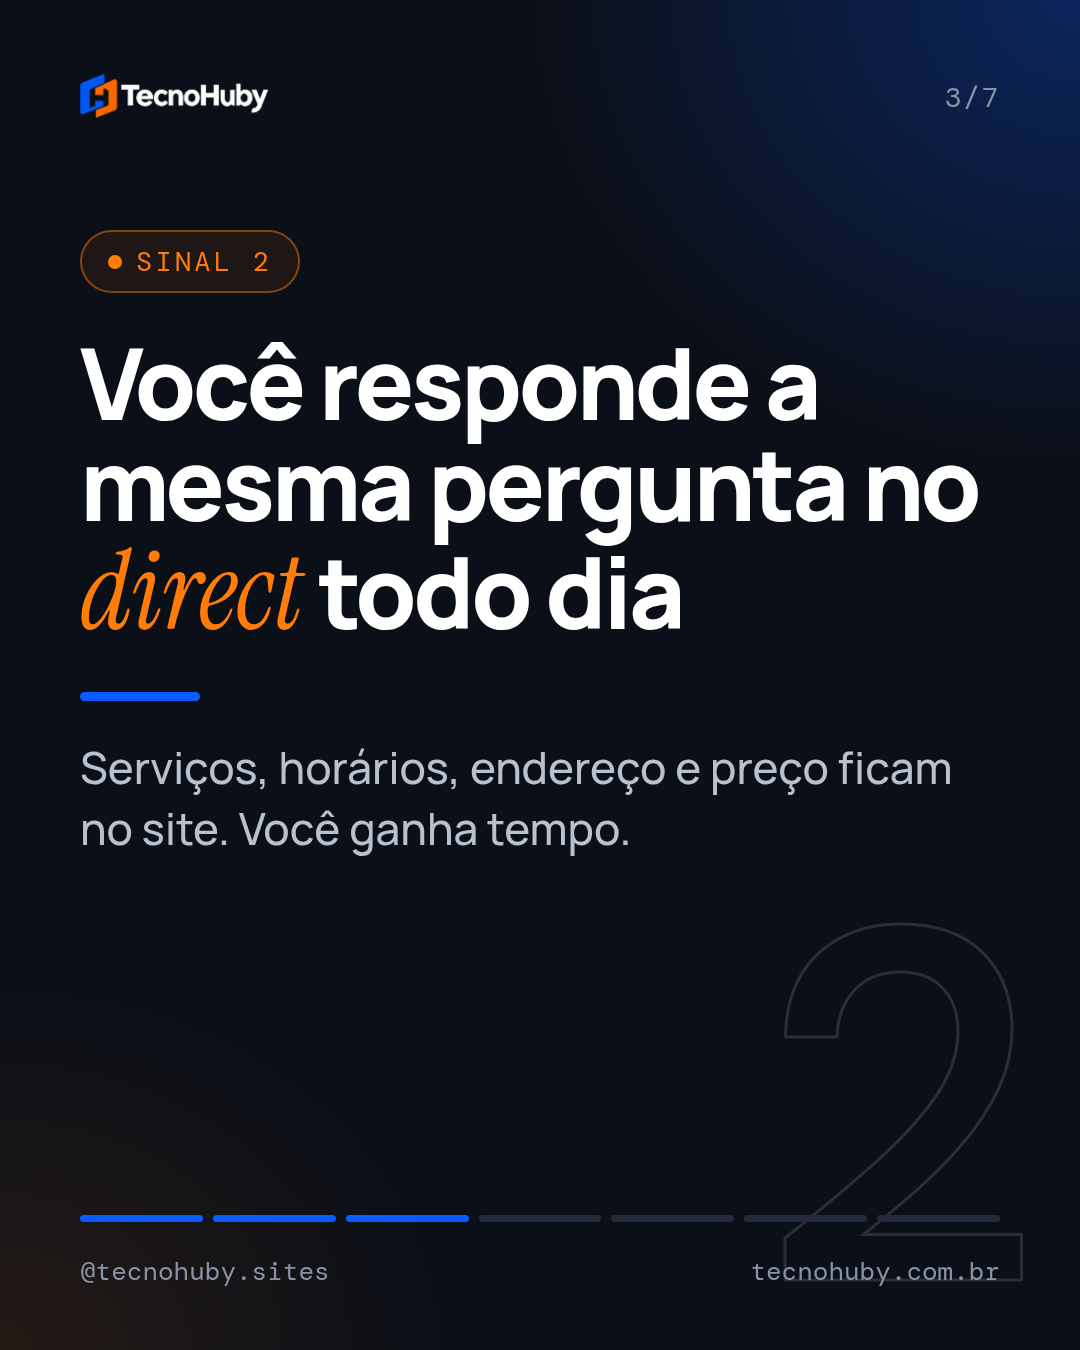 TecnoHuby
3/7
SINAL 2
Você responde a
mesma pergunta no
direct todo dia
Serviços, horários, endereço e preço ficam
no site. Você ganha tempo.
2
@tecnohuby.sites
tecnohuby.com.br